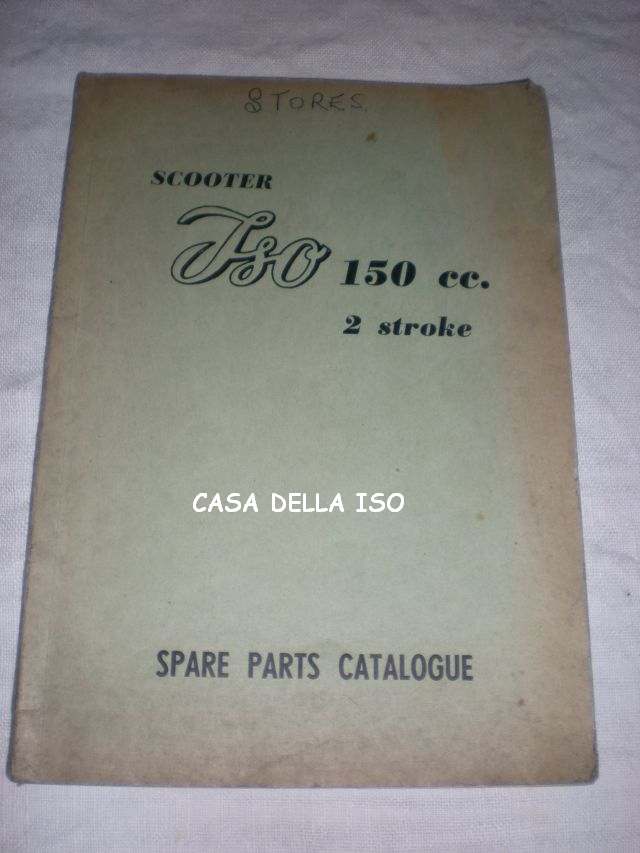 STORES
SCOOTER
Iso 150 cc.
2 stroke
CASA DELLA ISO
SPARE PARTS CATALOGUE